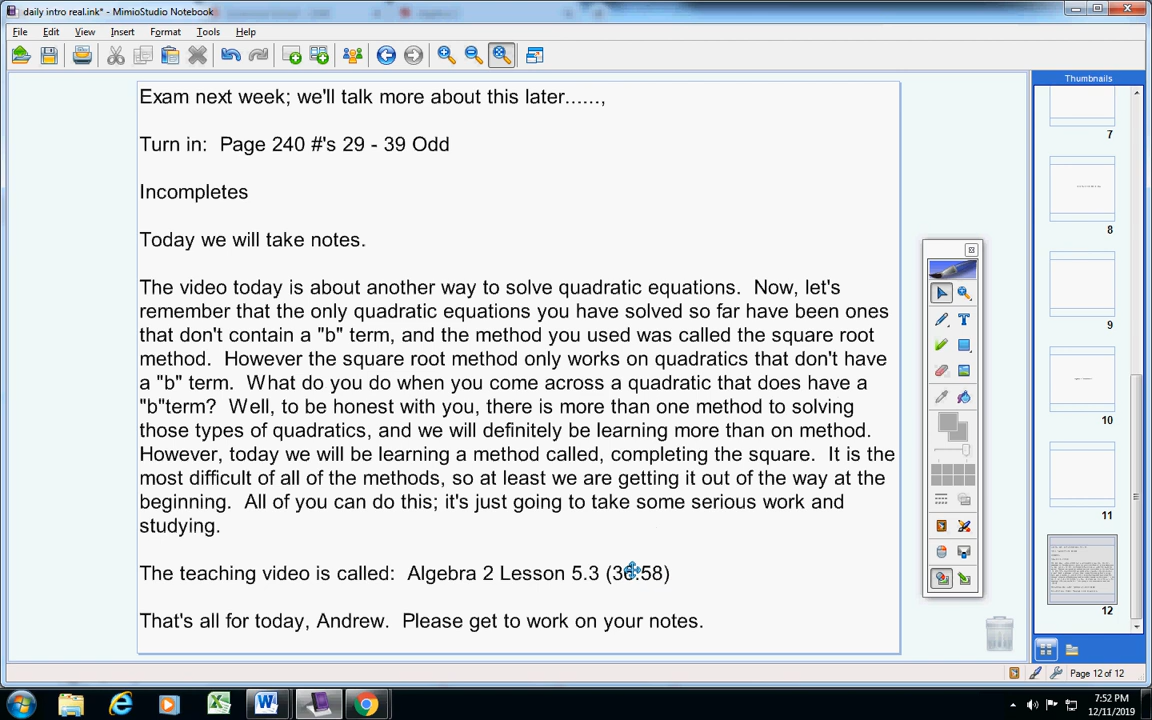 daily intro real.ink* - MimioStudio Notebook
File Edit View Insert Format Tools Help
Exam next week; we'll talk more about this later......,
Turn in:  Page 240 #'s 29 - 39 Odd
Incompletes
Today we will take notes.
The video today is about another way to solve quadratic equations.  Now, let's
remember that the only quadratic equations you have solved so far have been ones
that don't contain a "b" term, and the method you used was called the square root
method.  However the square root method only works on quadratics that don't have
a "b" term.  What do you do when you come across a quadratic that does have a
"b"term?  Well, to be honest with you, there is more than one method to solving
those types of quadratics, and we will definitely be learning more than on method.
However, today we will be learning a method called, completing the square.  It is the
most difficult of all of the methods, so at least we are getting it out of the way at the
beginning.  All of you can do this; it's just going to take some serious work and
studying.
The teaching video is called:  Algebra 2 Lesson 5.3
That's all for today, Andrew.  Please get to work on your notes.
Thumbnails
7
8
9
10
11
12
Page 12 of 12
7:52 PM
12/11/2019